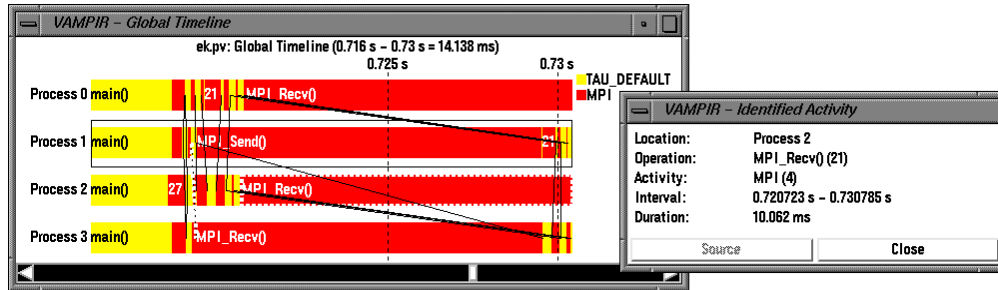 VAMPIR – Global Timeline
ek.pv: Global Timeline (0.716 s – 0.73 s = 14.138 ms)
0.725 s 0.73 s
TAU_DEFAULT
MPI
Process 0 main() 21 MPI_Recv()
Process 1 main() MPI_Send() 21
Process 2 main() 27 MPI_Recv()
Process 3 main() MPI_Recv()
VAMPIR – Identified Activity
Location: Process 2
Operation: MPI_Recv() (21)
Activity: MPI (4)
Interval: 0.720723 s – 0.730785 s
Duration: 10.062 ms
Source Close